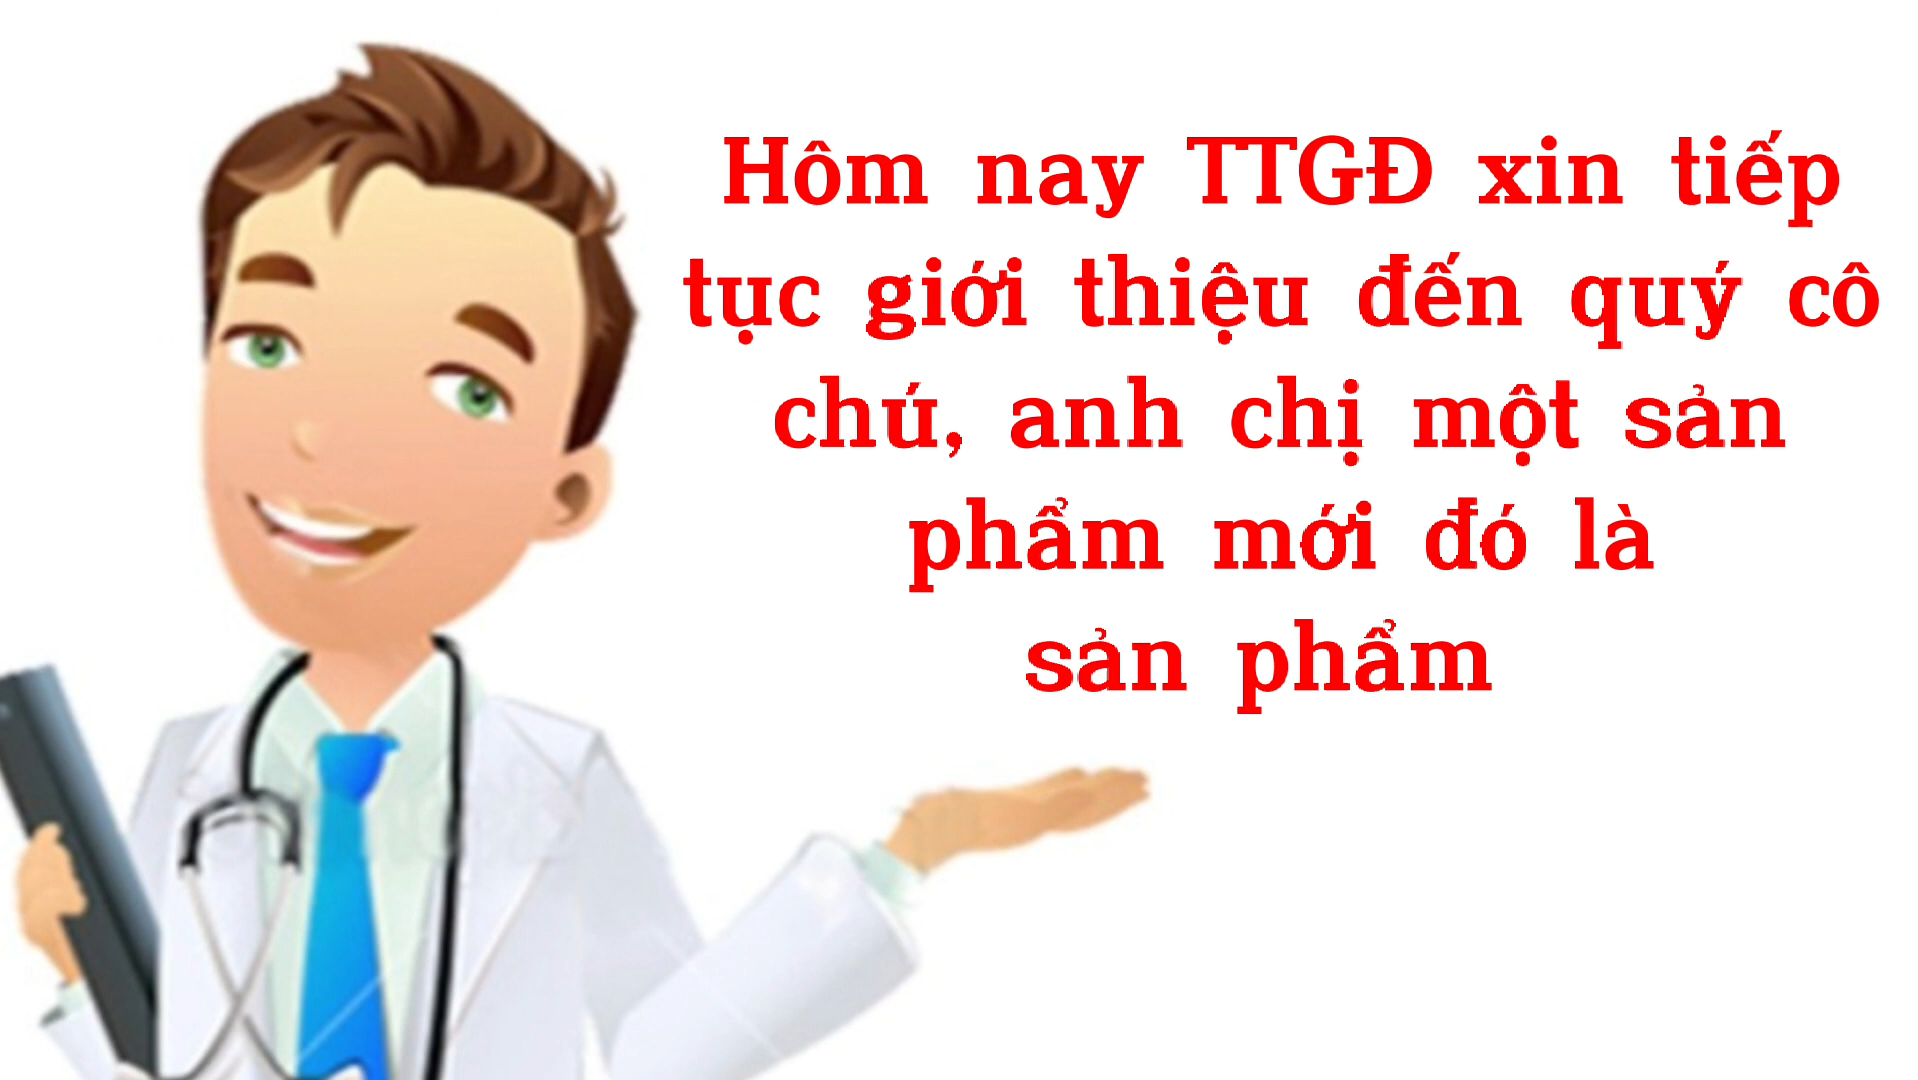 Hôm nay TTGĐ xin tiếp
tục giới thiệu đến quý cô
chú, anh chị một sản
phẩm mới đó là
sản phẩm